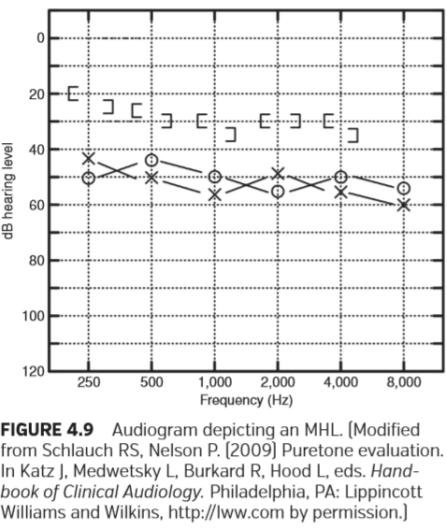 0
20
40
60
80
100
120
dB hearing level
250 500 1,000 2,000 4,000 8,000
Frequency (Hz)
FIGURE 4.9 Audiogram depicting an MHL. (Modified
from Schlauch RS, Nelson P. (2009) Puretone evaluation.
In Katz J, Medwetsky L, Burkard R, Hood L, eds. Hand-
book of Clinical Audiology. Philadelphia, PA: Lippincott
Williams and Wilkins, http://lww.com by permission.)